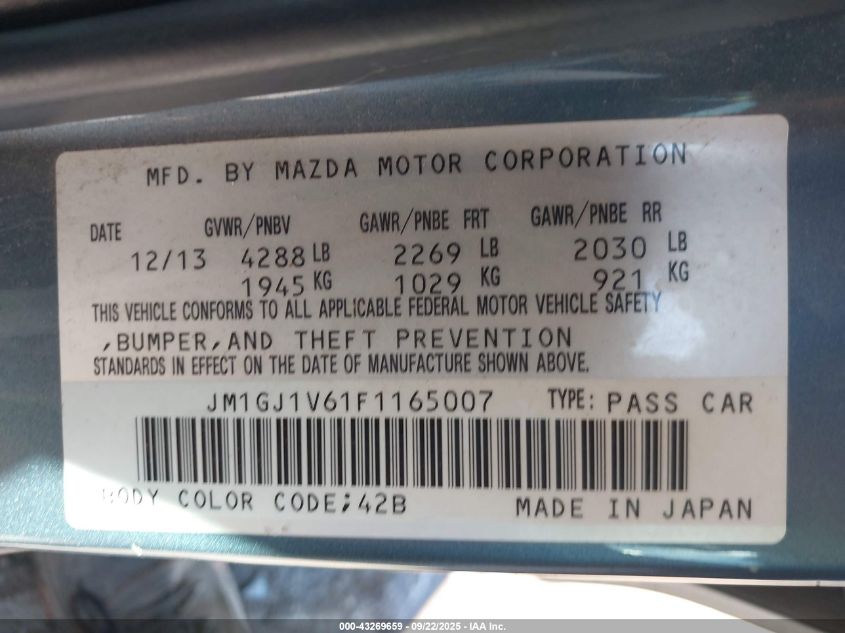 MFD. BY MAZDA MOTOR CORPORATION
DATE GVWR/PNBV GAWR/PNBE FRT GAWR/PNBE RR
12/13 4288 LB 2269 LB 2030 LB
1945 KG 1029 KG 921 KG
THIS VEHICLE CONFORMS TO ALL APPLICABLE FEDERAL MOTOR VEHICLE SAFETY
,BUMPER,AND THEFT PREVENTION
STANDARDS IN EFFECT ON THE DATE OF MANUFACTURE SHOWN ABOVE.
JM1GJ1V61F1165007 TYPE: PASS CAR
BODY COLOR CODE;42B MADE IN JAPAN
000-43269659 - 09/22/2025 - IAA Inc.